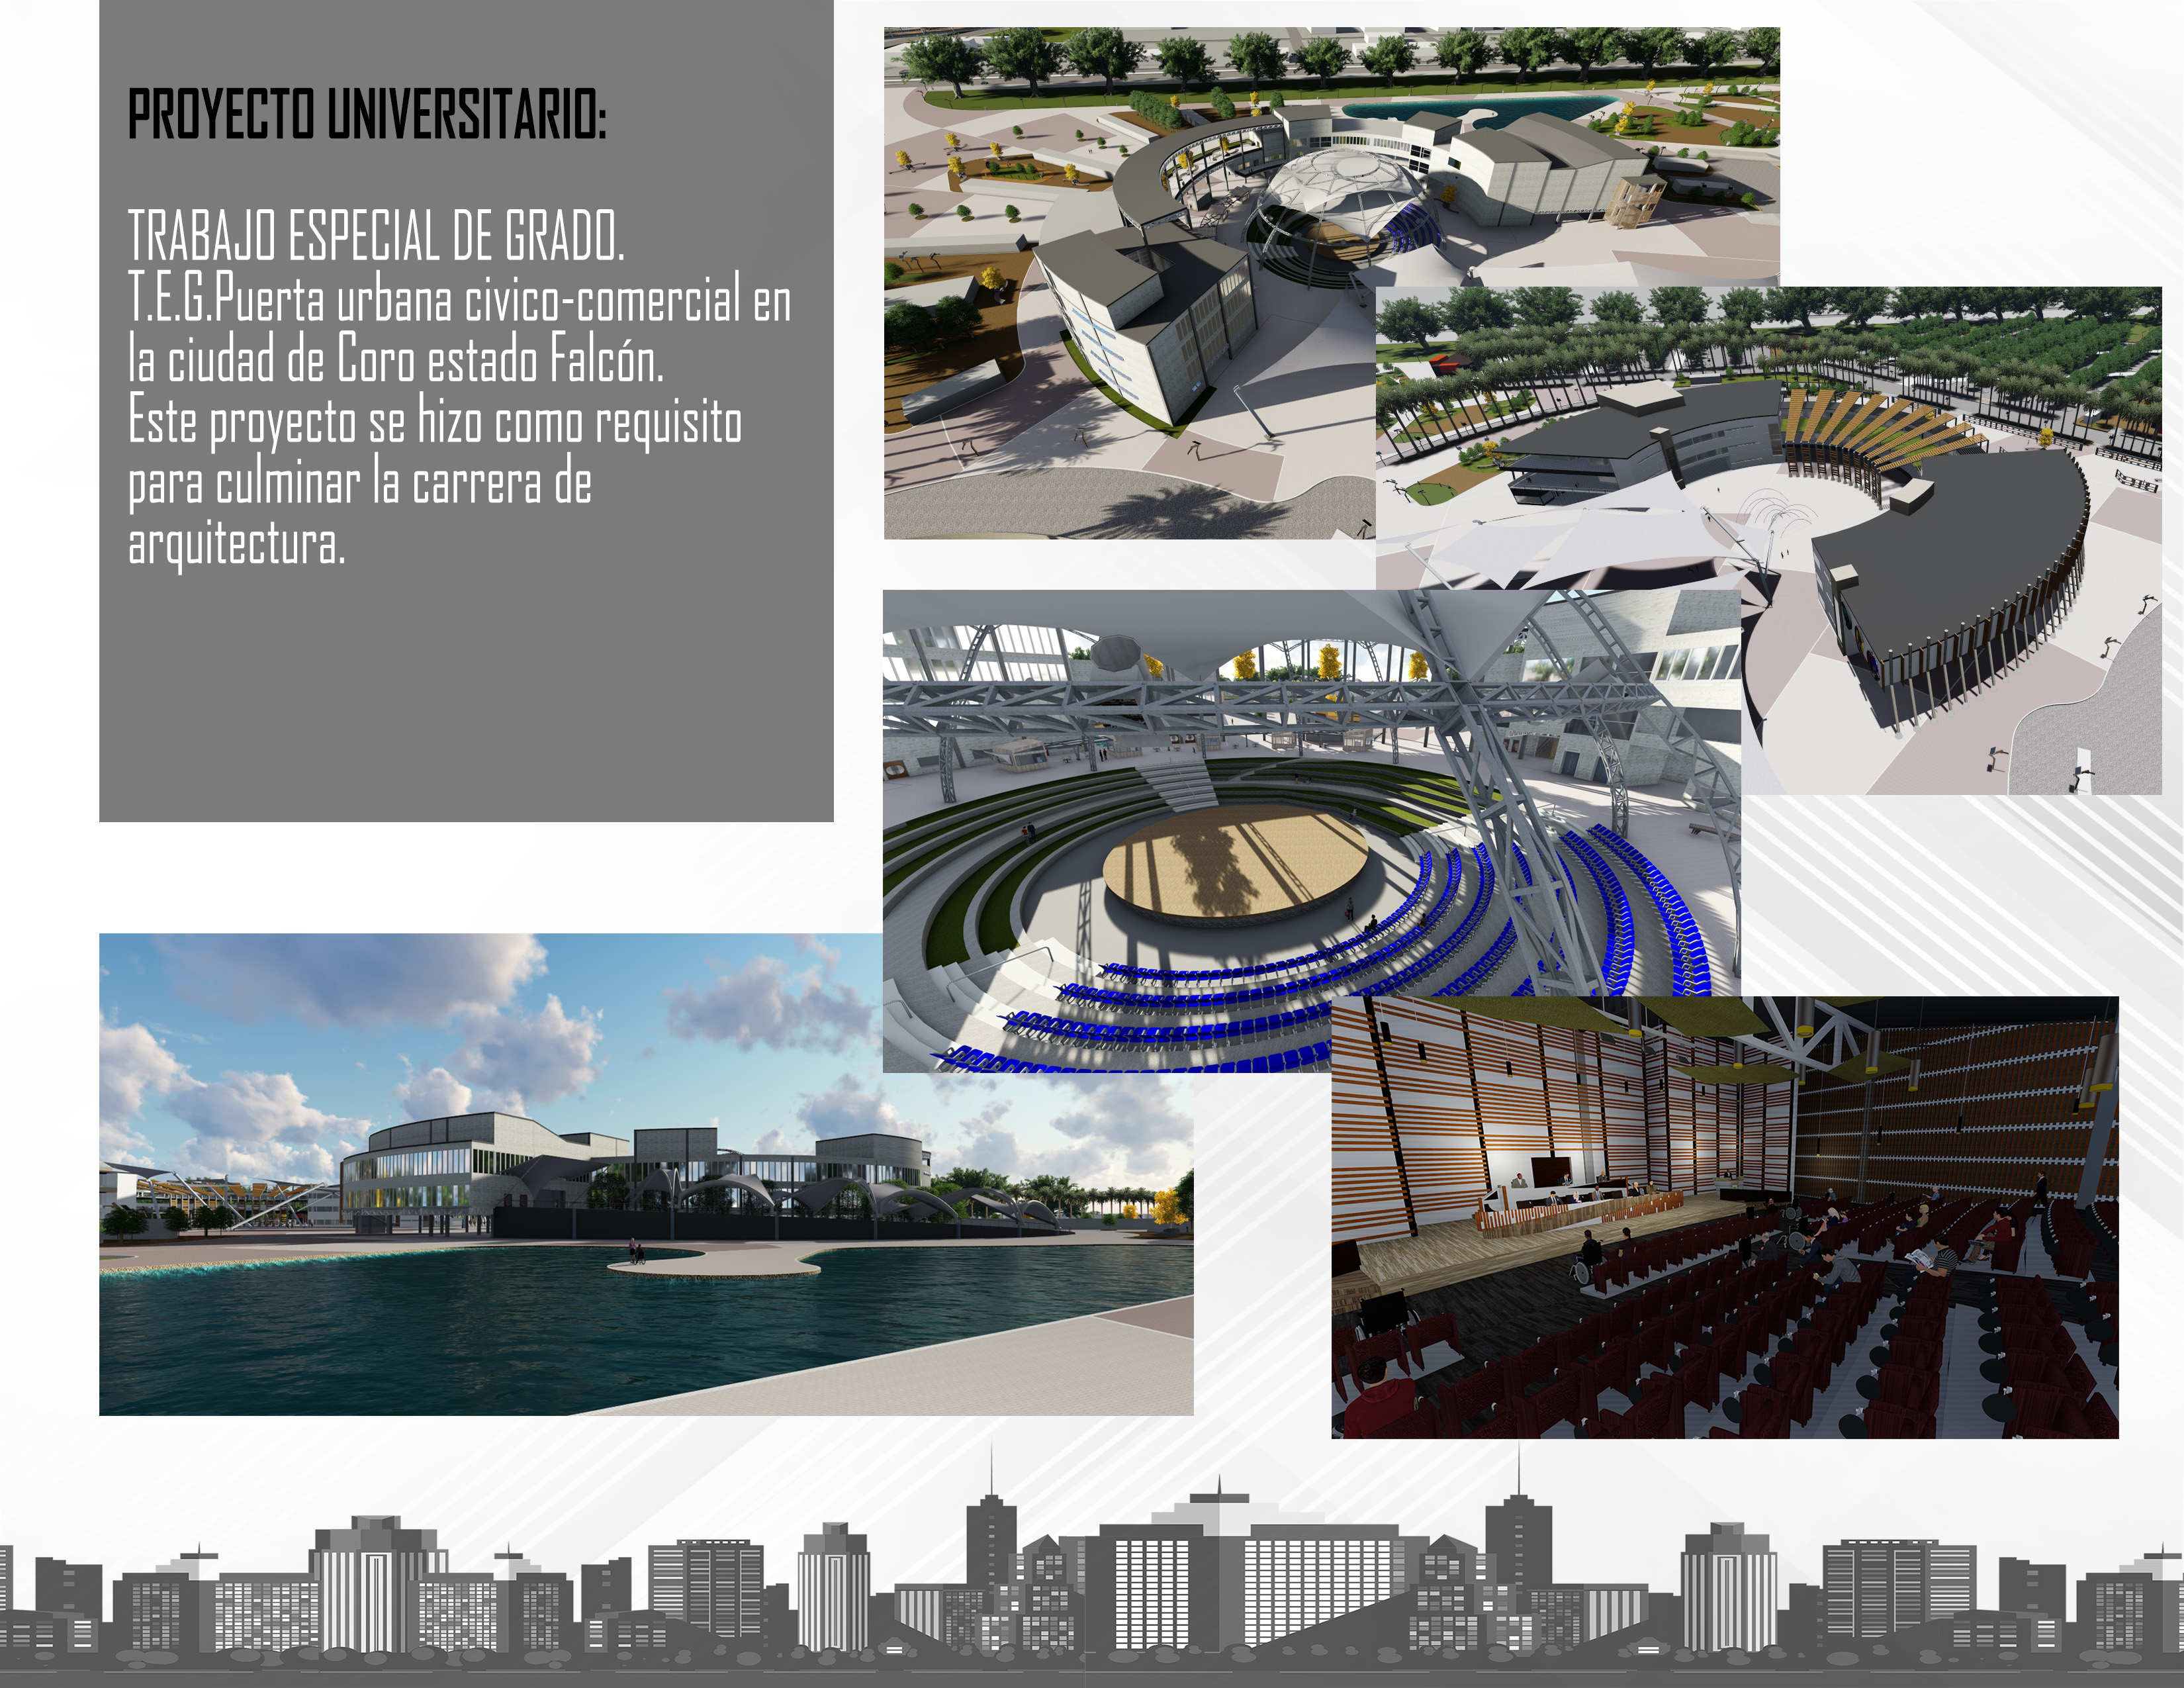 PROYECTO UNIVERSITARIO:
TRABAJO ESPECIAL DE GRADO.
T.E.G.Puerta urbana civico-comercial en
la ciudad de Coro estado Falcón.
Este proyecto se hizo como requisito
para culminar la carrera de
arquitectura.